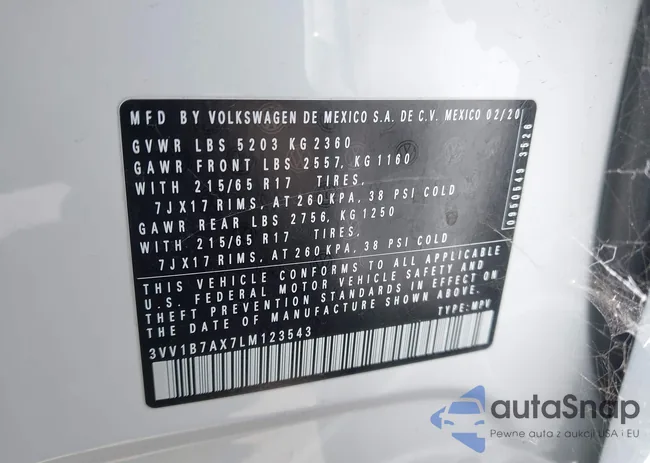 MFD BY VOLKSWAGEN DE MEXICO S.A. DE C.V. MEXICO 02/20
GVWR LBS 5203 KG 2360
GAWR FRONT LBS 2557, KG 1160
WITH 215/65 R17 TIRES,
7JX17 RIMS, AT 260 KPA, 38 PSI COLD
GAWR REAR LBS 2756, KG 1250
WITH 215/65 R17 TIRES,
7JX17 RIMS, AT 260 KPA, 38 PSI COLD
THIS VEHICLE CONFORMS TO ALL APPLICABLE
U.S. FEDERAL MOTOR VEHICLE SAFETY AND
THEFT PREVENTION STANDARDS IN EFFECT ON
THE DATE OF MANUFACTURE SHOWN ABOVE.
3VV1B7AX7LM123543 TYPE: MPV
0950549 3526
autaSnap
Pewne auta z aukcji USA i EU